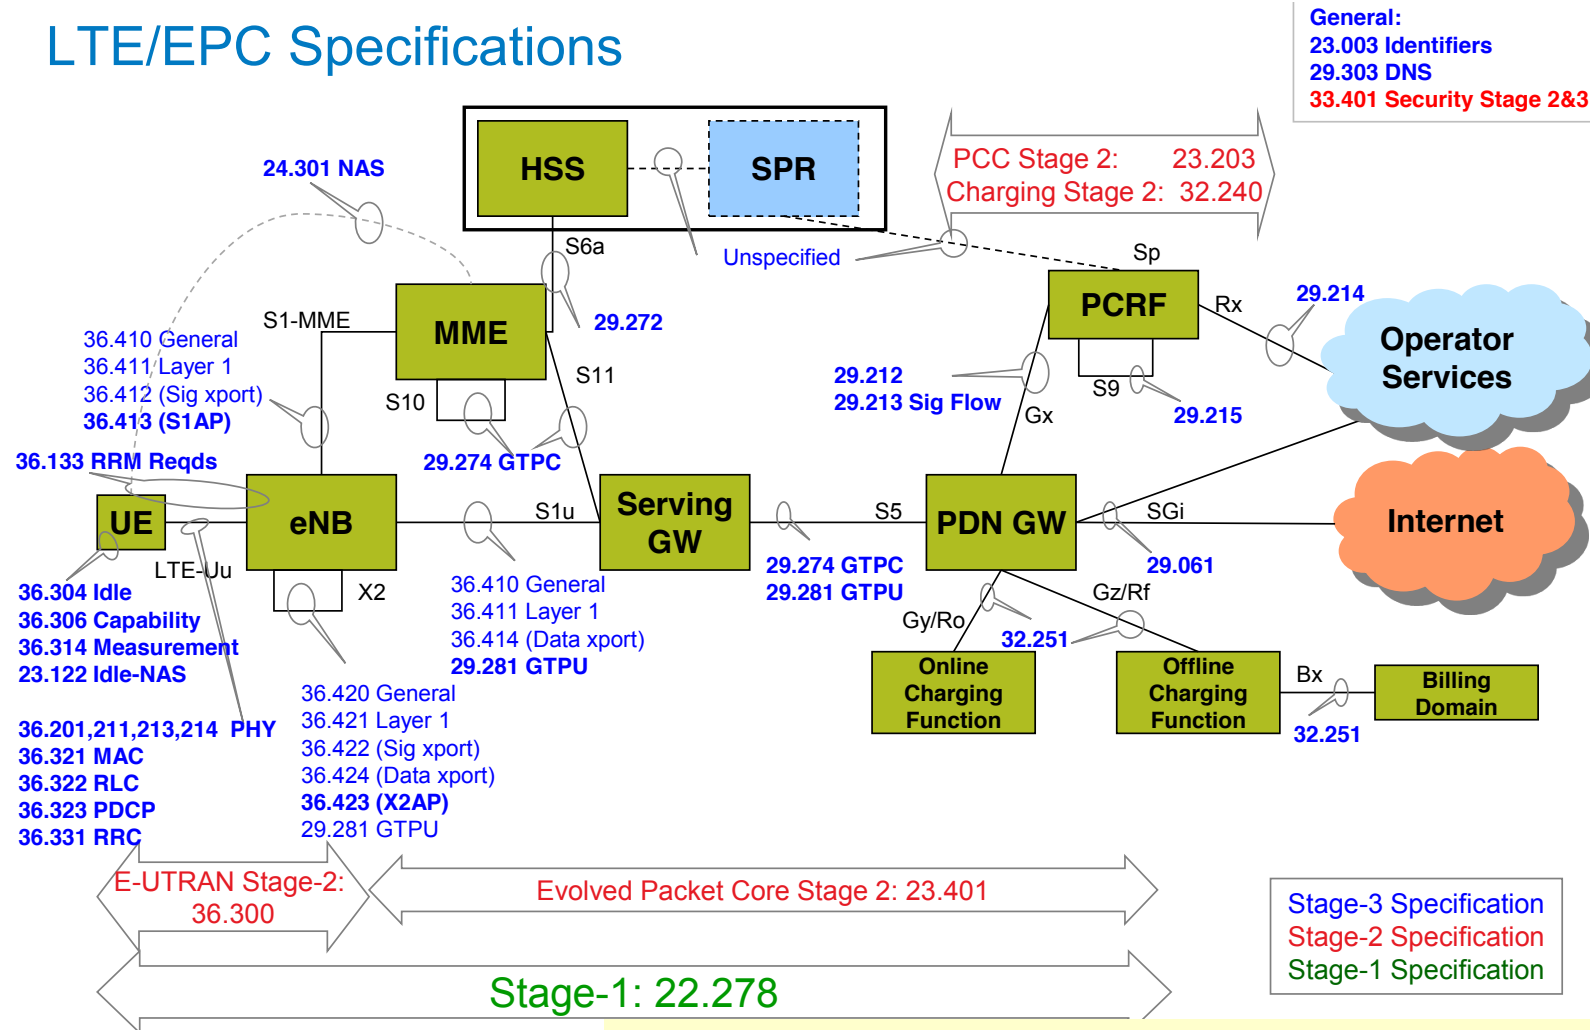 LTE/EPC Specifications
General:
23.003 Identifiers
29.303 DNS
33.401 Security Stage 2&3
HSS
SPR
PCC Stage 2: 23.203
Charging Stage 2: 32.240
24.301 NAS
S6a
Unspecified
Sp
MME
S1-MME
29.272
PCRF
Rx
29.214
Operator
Services
36.410 General
36.411 Layer 1
36.412 (Sig xport)
36.413 (S1AP)
S10
S11
29.274 GTPC
29.212
29.213 Sig Flow
Gx
S9
29.215
36.133 RRM Reqds
UE
eNB
S1u
Serving
GW
S5
PDN GW
SGi
Internet
LTE-Uu
X2
29.274 GTPC
29.281 GTPU
29.061
36.304 Idle
36.306 Capability
36.314 Measurement
23.122 Idle-NAS
36.410 General
36.411 Layer 1
36.414 (Data xport)
29.281 GTPU
Gy/Ro
Gz/Rf
32.251
Online
Charging
Function
Offline
Charging
Function
Bx
Billing
Domain
32.251
36.201,211,213,214 PHY
36.321 MAC
36.322 RLC
36.323 PDCP
36.331 RRC
36.420 General
36.421 Layer 1
36.422 (Sig xport)
36.424 (Data xport)
36.423 (X2AP)
29.281 GTPU
E-UTRAN Stage-2:
36.300
Evolved Packet Core Stage 2: 23.401
Stage-1: 22.278
Stage-3 Specification
Stage-2 Specification
Stage-1 Specification